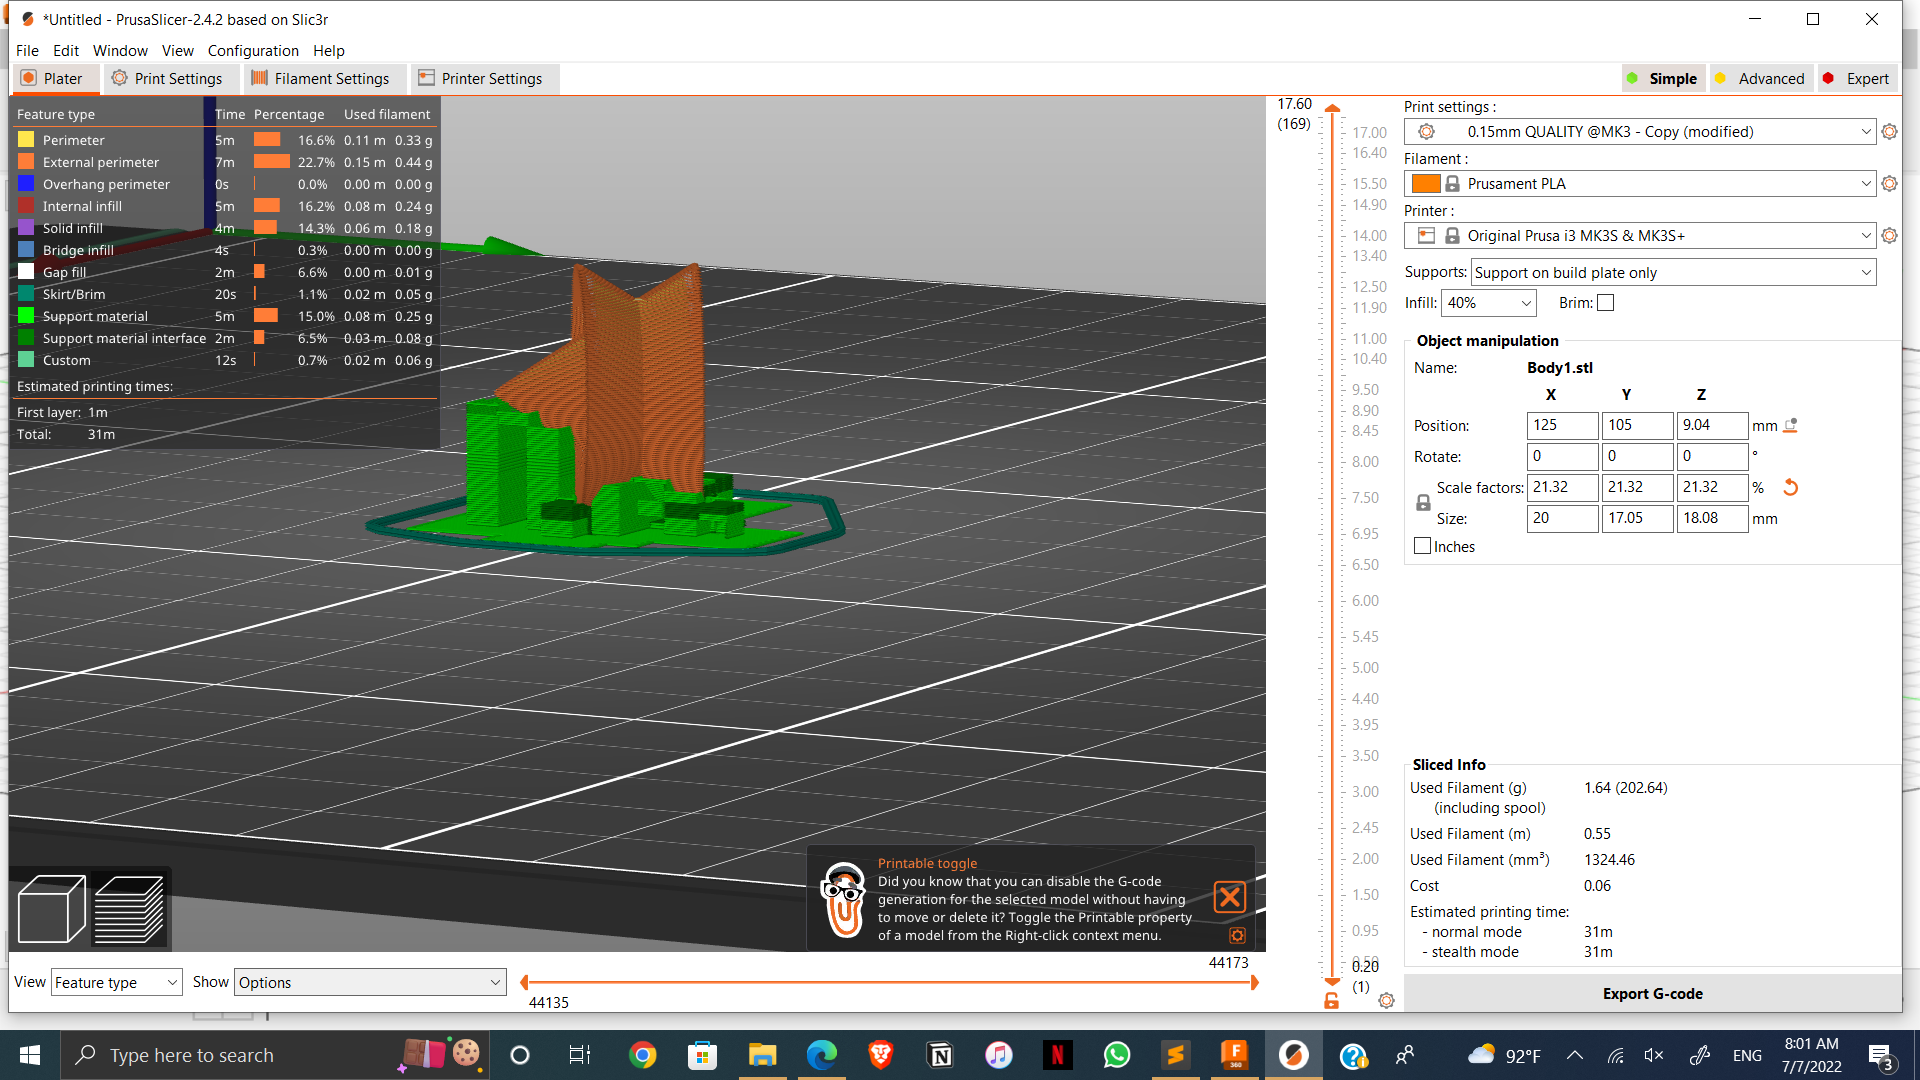 *Untitled - PrusaSlicer-2.4.2 based on Slic3r
File Edit Window View Configuration Help
Plater Print Settings Filament Settings Printer Settings Simple Advanced Expert
Feature type Time Percentage Used filament
Perimeter 5m 16.6% 0.11 m 0.33 g
External perimeter 7m 22.7% 0.15 m 0.44 g
Overhang perimeter 0s 0.0% 0.00 m 0.00 g
Internal infill 5m 16.2% 0.08 m 0.24 g
Solid infill 4m 14.3% 0.06 m 0.18 g
Bridge infill 4s 0.3% 0.00 m 0.00 g
Gap fill 2m 6.6% 0.00 m 0.01 g
Skirt/Brim 20s 1.1% 0.02 m 0.05 g
Support material 5m 15.0% 0.08 m 0.25 g
Support material interface 2m 6.5% 0.03 m 0.08 g
Custom 12s 0.7% 0.02 m 0.06 g
Estimated printing times:
First layer: 1m
Total: 31m
17.60
(169)
17.00
16.40
15.50
14.90
14.00
13.40
12.50
11.90
11.00
10.40
9.50
8.90
8.45
8.00
7.50
6.95
6.50
6.00
5.45
5.00
4.40
3.95
3.50
3.00
2.45
2.00
1.50
0.95
0.20
(1)
Print settings :
0.15mm QUALITY @MK3 - Copy (modified)
Filament :
Prusament PLA
Printer :
Original Prusa i3 MK3S & MK3S+
Supports: Support on build plate only
Infill: 40% Brim:
Object manipulation
Name: Body1.stl
X Y Z
Position: 125 105 9.04 mm
Rotate: 0 0 0 °
Scale factors: 21.32 21.32 21.32 %
Size: 20 17.05 18.08 mm
Inches
Sliced Info
Used Filament (g) 1.64 (202.64)
(including spool)
Used Filament (m) 0.55
Used Filament (mm³) 1324.46
Cost 0.06
Estimated printing time:
- normal mode 31m
- stealth mode 31m
Export G-code
Printable toggle
Did you know that you can disable the G-code
generation for the selected model without having
to move or delete it? Toggle the Printable property
of a model from the Right-click context menu.
View Feature type Show Options
44173
44135
Type here to search
N
N
F
360
92°F
ENG
8:01 AM
7/7/2022
3